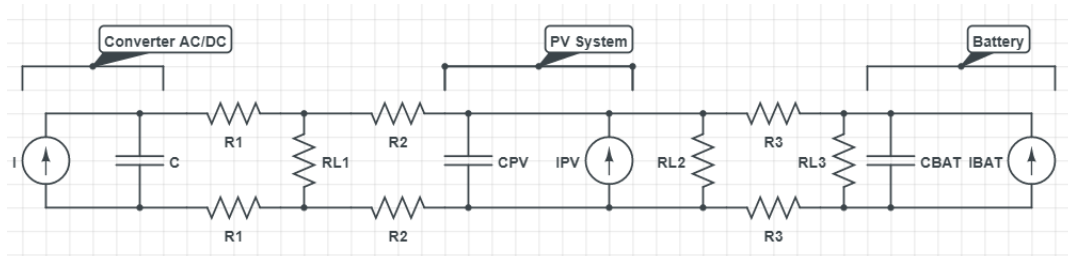 Converter AC/DC
PV System
Battery
R1
R2
R3
I
C
RL1
CPV
IPV
RL2
RL3
CBAT
IBAT
R1
R2
R3